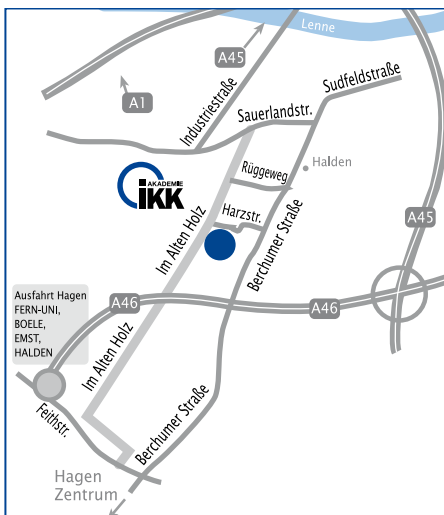 Lenne
A45
A1
Industriestraße
Sudfeldstraße
Sauerlandstr.
Rüggeweg
Halden
AKADEMIE
iKK
Im Alten Holz
Harzstr.
Berchumer Straße
A45
Ausfahrt Hagen
FERN-UNI,
BOELE,
EMST,
HALDEN
A46
A46
Im Alten Holz
Feithstr.
Berchumer Straße
Hagen
Zentrum